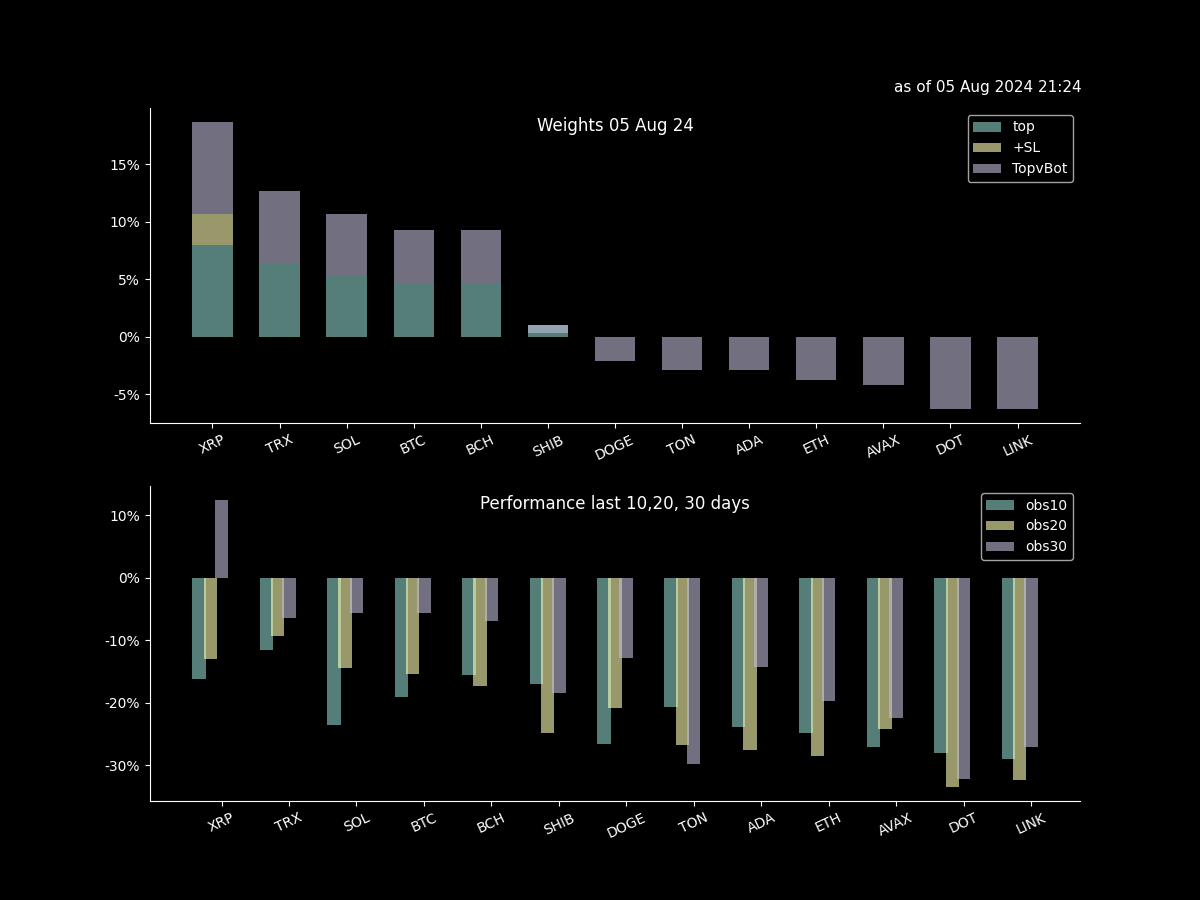 as of 05 Aug 2024 21:24
Weights 05 Aug 24
top
+SL
TopvBot
15%
10%
5%
0%
-5%
XRP TRX SOL BTC BCH SHIB DOGE TON ADA ETH AVAX DOT LINK
Performance last 10,20, 30 days
obs10
obs20
obs30
10%
0%
-10%
-20%
-30%
XRP TRX SOL BTC BCH SHIB DOGE TON ADA ETH AVAX DOT LINK